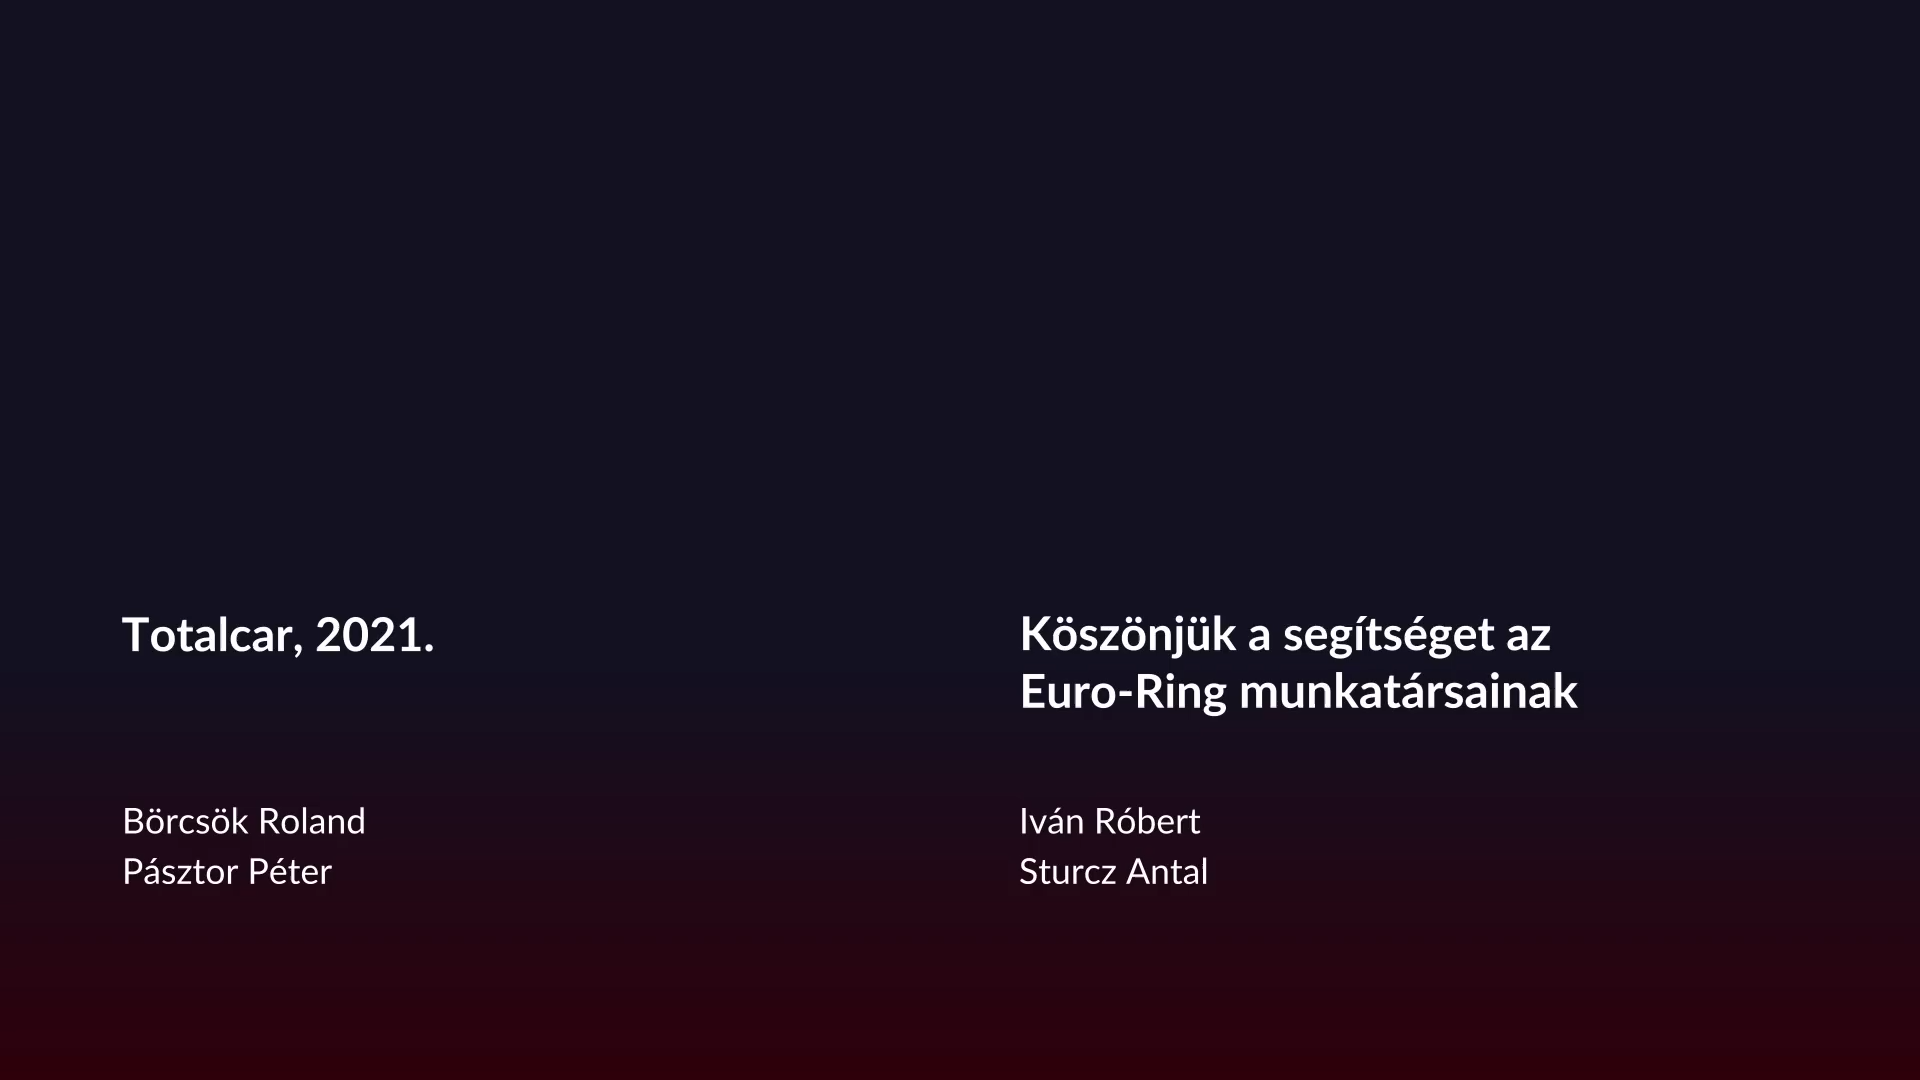 Totalcar, 2021.
Börcsök Roland
Pásztor Péter
Köszönjük a segítséget az
Euro-Ring munkatársainak
Iván Róbert
Sturcz Antal